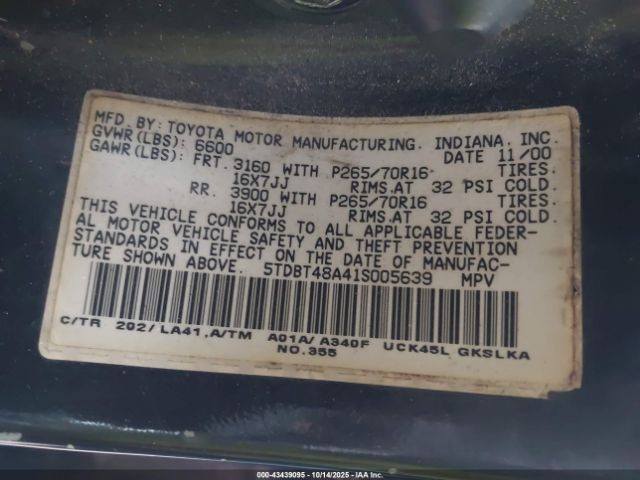 MFD. BY: TOYOTA MOTOR MANUFACTURING, INDIANA, INC.
GVWR(LBS): 6600 DATE 11/00
GAWR(LBS): FRT. 3160 WITH P265/70R16 TIRES.
16X7JJ RIMS.AT 32 PSI COLD.
RR. 3900 WITH P265/70R16 TIRES.
16X7JJ RIMS.AT 32 PSI COLD.
THIS VEHICLE CONFORMS TO ALL APPLICABLE FEDER-
AL MOTOR VEHICLE SAFETY AND THEFT PREVENTION
STANDARDS IN EFFECT ON THE DATE OF MANUFAC-
TURE SHOWN ABOVE. 5TDBT48A41S005639 MPV
C/TR 202/ LA41,A/TM A01A/ A340F UCK45L GKSLKA
NO.355
000-43439095 - 10/14/2025 - IAA Inc.